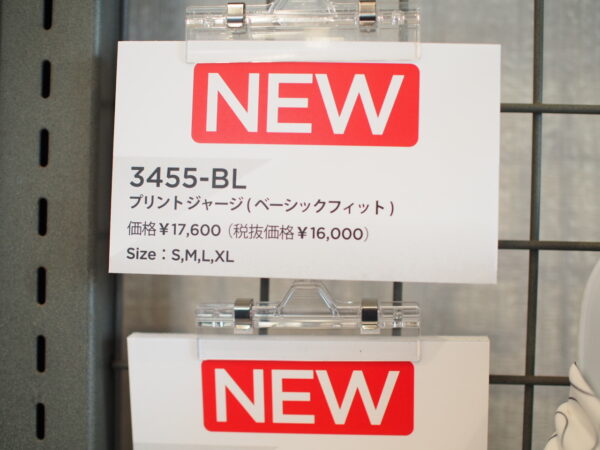 NEW
3455-BL
プリントジャージ(ベーシックフィット)
価格￥17,600（税抜価格￥16,000）
Size：S,M,L,XL
NEW